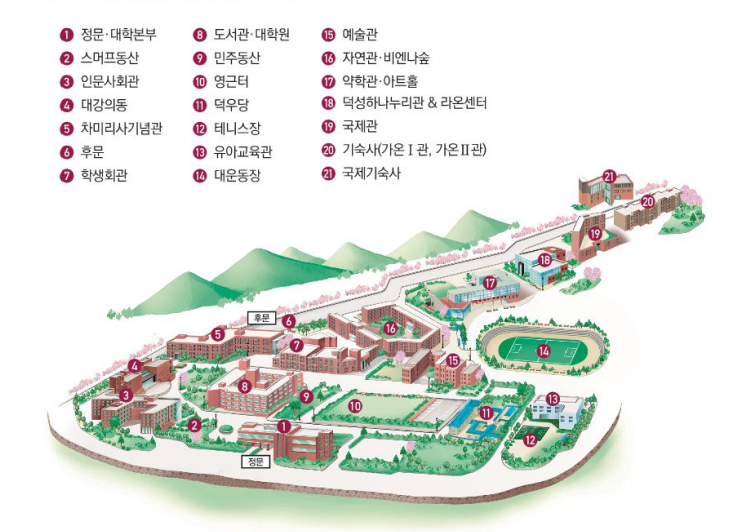 1 정문·대학본부
2 스머프동산
3 인문사회관
4 대강의동
5 차미리사기념관
6 후문
7 학생회관
8 도서관·대학원
9 민주동산
10 영근터
11 덕우당
12 테니스장
13 유아교육관
14 대운동장
15 예술관
16 자연관·비엔나숲
17 약학관·아트홀
18 덕성하나누리관 & 라온센터
19 국제관
20 기숙사(가온Ⅰ관, 가온Ⅱ관)
21 국제기숙사
21
20
19
18
17
후문
6
5
16
7
14
4
15
8
3
9
10
11
13
2
1
12
정문